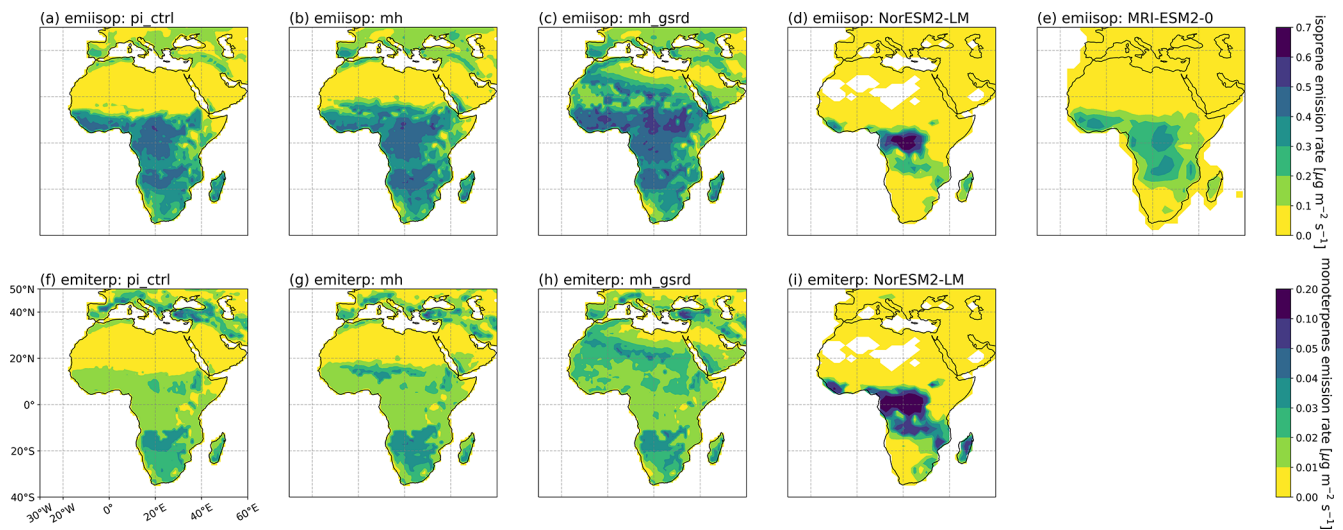 (a) emiisop: pi_ctrl
(b) emiisop: mh
(c) emiisop: mh_gsrd
(d) emiisop: NorESM2-LM
(e) emiisop: MRI-ESM2-0
0.7
0.6
0.5
0.4
0.3
0.2
0.1
0.0
isoprene emission rate [μg m⁻² s⁻¹]
(f) emiterp: pi_ctrl
(g) emiterp: mh
(h) emiterp: mh_gsrd
(i) emiterp: NorESM2-LM
50°N
40°N
20°N
0°
20°S
40°S
30°W
20°W
0°
20°E
40°E
60°E
0.20
0.10
0.05
0.04
0.03
0.02
0.01
0.00
monoterpenes emission rate [μg m⁻² s⁻¹]